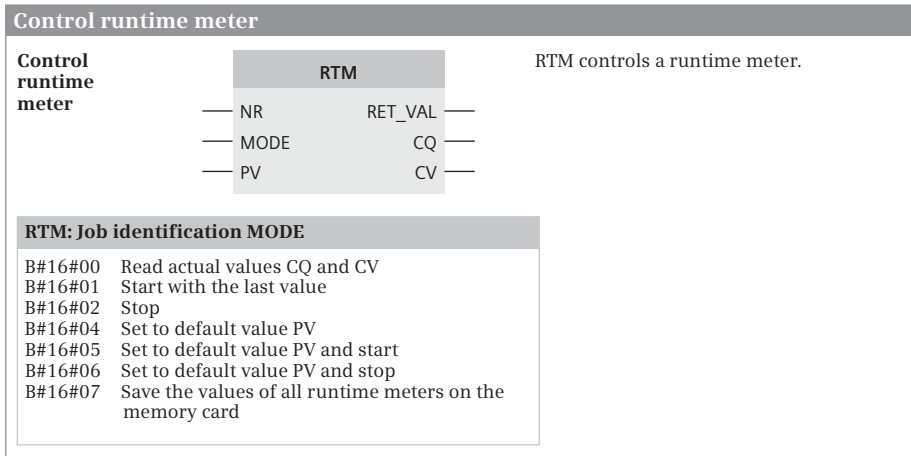 Control runtime meter
Control
runtime
meter
RTM
RTM controls a runtime meter.
NR RET_VAL
MODE CQ
PV CV
RTM: Job identification MODE
B#16#00 Read actual values CQ and CV
B#16#01 Start with the last value
B#16#02 Stop
B#16#04 Set to default value PV
B#16#05 Set to default value PV and start
B#16#06 Set to default value PV and stop
B#16#07 Save the values of all runtime meters on the
memory card